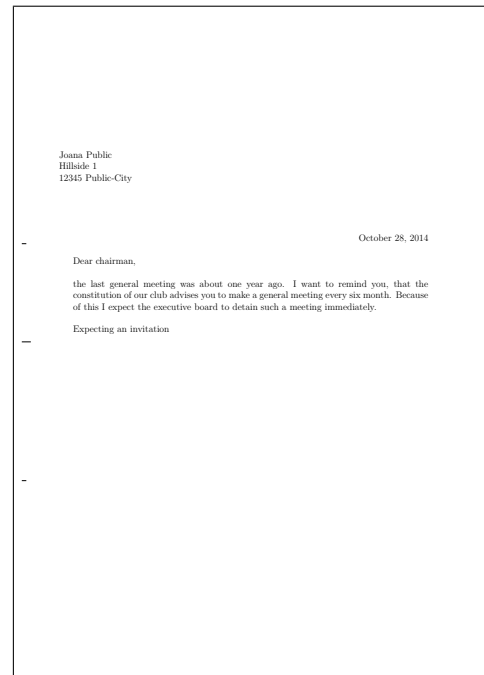 Joana Public
Hillside 1
12345 Public-City
October 28, 2014
Dear chairman,
the last general meeting was about one year ago. I want to remind you, that the
constitution of our club advises you to make a general meeting every six month. Because
of this I expect the executive board to detain such a meeting immediately.
Expecting an invitation